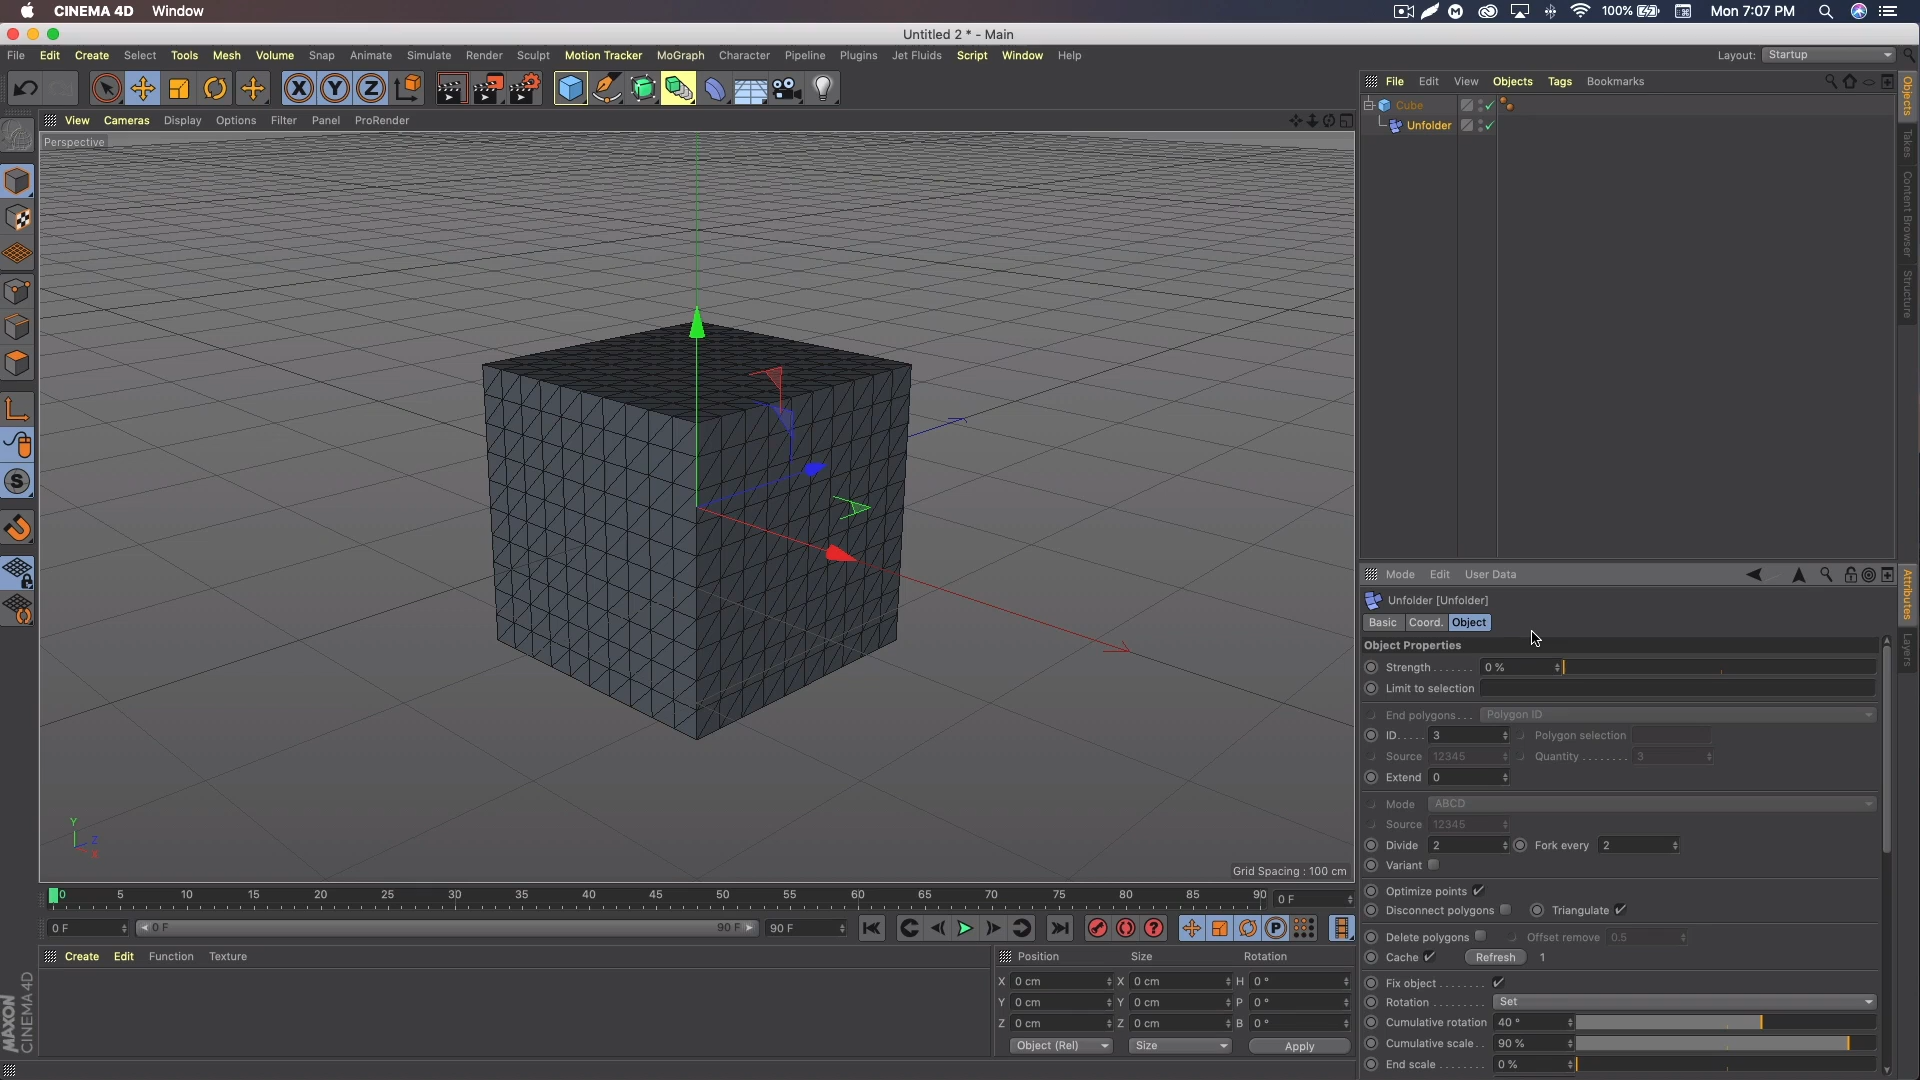 CINEMA 4D Window 100% Mon 7:07 PM
Untitled 2 * - Main
File Edit Create Select Tools Mesh Volume Snap Animate Simulate Render Sculpt Motion Tracker MoGraph Character Pipeline Plugins Jet Fluids Script Window Help Layout: Startup
File Edit View Objects Tags Bookmarks
Cube
Unfolder
Objects
Takes
Content Browser
Structure
View Cameras Display Options Filter Panel ProRender
Perspective
Y
Z
X
Grid Spacing : 100 cm
Mode Edit User Data
Unfolder [Unfolder]
Basic Coord. Object
Object Properties
Strength....... 0 %
Limit to selection
End polygons... Polygon ID
ID..... 3 Polygon selection
Source 12345 Quantity........ 3
Extend 0
Mode ABCD
Source 12345
Divide 2 Fork every 2
Variant
Optimize points
Disconnect polygons Triangulate
Delete polygons Offset remove 0.5
Cache Refresh 1
Fix object........
Rotation......... Set
Cumulative rotation 40 °
Cumulative scale.. 90 %
End scale........ 0 %
Attributes
Layers
0 5 10 15 20 25 30 35 40 45 50 55 60 65 70 75 80 85 90 0 F
0 F 0 F 90 F 90 F
Create Edit Function Texture
Position Size Rotation
X 0 cm X 0 cm H 0 °
Y 0 cm Y 0 cm P 0 °
Z 0 cm Z 0 cm B 0 °
Object (Rel) Size Apply
MAXON
CINEMA 4D